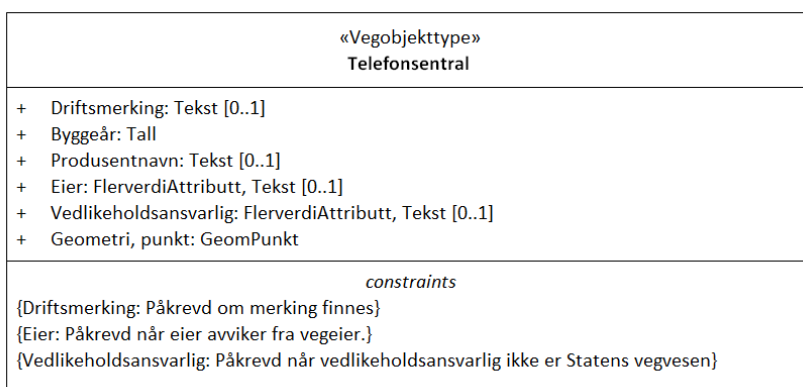 «Vegobjekttype»
Telefonsentral
+ Driftsmerking: Tekst [0..1]
+ Byggeår: Tall
+ Produsentnavn: Tekst [0..1]
+ Eier: FlerverdiAttributt, Tekst [0..1]
+ Vedlikeholdsansvarlig: FlerverdiAttributt, Tekst [0..1]
+ Geometri, punkt: GeomPunkt
constraints
{Driftsmerking: Påkrevd om merking finnes}
{Eier: Påkrevd når eier avviker fra vegeier.}
{Vedlikeholdsansvarlig: Påkrevd når vedlikeholdsansvarlig ikke er Statens vegvesen}